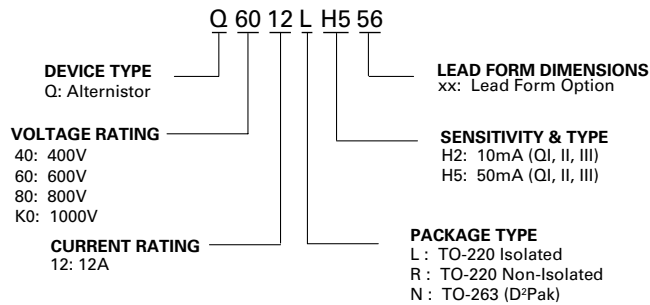 Q 60 12 L H5 56
DEVICE TYPE
Q: Alternistor
VOLTAGE RATING
40: 400V
60: 600V
80: 800V
K0: 1000V
CURRENT RATING
12: 12A
LEAD FORM DIMENSIONS
xx: Lead Form Option
SENSITIVITY & TYPE
H2: 10mA (QI, II, III)
H5: 50mA (QI, II, III)
PACKAGE TYPE
L : TO-220 Isolated
R : TO-220 Non-Isolated
N : TO-263 (D²Pak)